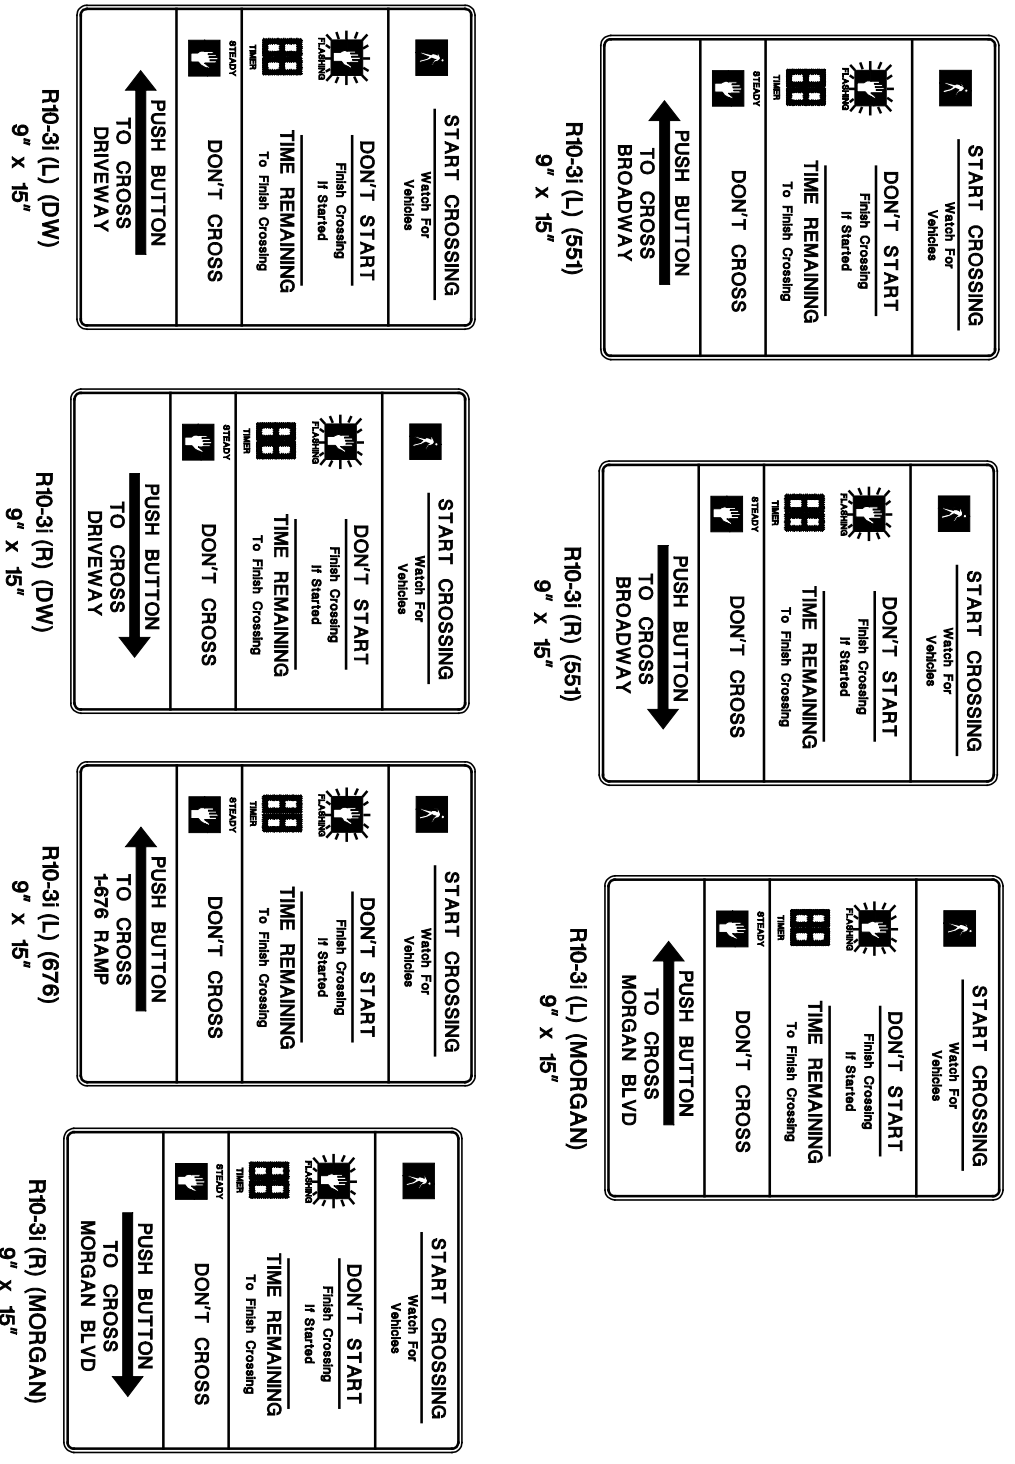 START CROSSING
Watch For
Vehicles
DON'T START
Finish Crossing
If Started
FLASHING
TIME REMAINING
To Finish Crossing
TIMER
STEADY
DON'T CROSS
PUSH BUTTON
TO CROSS
BROADWAY
R10-3i (L) (551)
9" x 15"
START CROSSING
Watch For
Vehicles
DON'T START
Finish Crossing
If Started
FLASHING
TIME REMAINING
To Finish Crossing
TIMER
STEADY
DON'T CROSS
PUSH BUTTON
TO CROSS
BROADWAY
R10-3i (R) (551)
9" x 15"
START CROSSING
Watch For
Vehicles
DON'T START
Finish Crossing
If Started
FLASHING
TIME REMAINING
To Finish Crossing
TIMER
STEADY
DON'T CROSS
PUSH BUTTON
TO CROSS
MORGAN BLVD
R10-3i (L) (MORGAN)
9" x 15"
START CROSSING
Watch For
Vehicles
DON'T START
Finish Crossing
If Started
FLASHING
TIME REMAINING
To Finish Crossing
TIMER
STEADY
DON'T CROSS
PUSH BUTTON
TO CROSS
DRIVEWAY
R10-3i (L) (DW)
9" x 15"
START CROSSING
Watch For
Vehicles
DON'T START
Finish Crossing
If Started
FLASHING
TIME REMAINING
To Finish Crossing
TIMER
STEADY
DON'T CROSS
PUSH BUTTON
TO CROSS
DRIVEWAY
R10-3i (R) (DW)
9" x 15"
START CROSSING
Watch For
Vehicles
DON'T START
Finish Crossing
If Started
FLASHING
TIME REMAINING
To Finish Crossing
TIMER
STEADY
DON'T CROSS
PUSH BUTTON
TO CROSS
1-676 RAMP
R10-3i (L) (676)
9" x 15"
START CROSSING
Watch For
Vehicles
DON'T START
Finish Crossing
If Started
FLASHING
TIME REMAINING
To Finish Crossing
TIMER
STEADY
DON'T CROSS
PUSH BUTTON
TO CROSS
MORGAN BLVD
R10-3i (R) (MORGAN)
9" x 15"